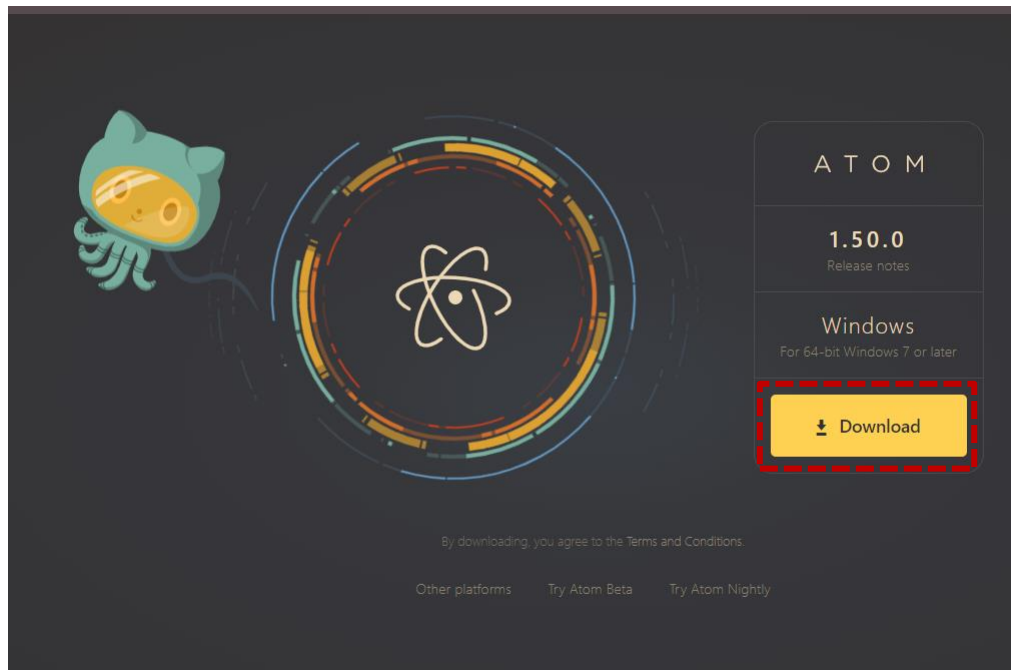 ATOM
1.50.0
Release notes
Windows
For 64-bit Windows 7 or later
Download
By downloading, you agree to the Terms and Conditions.
Other platforms
Try Atom Beta
Try Atom Nightly